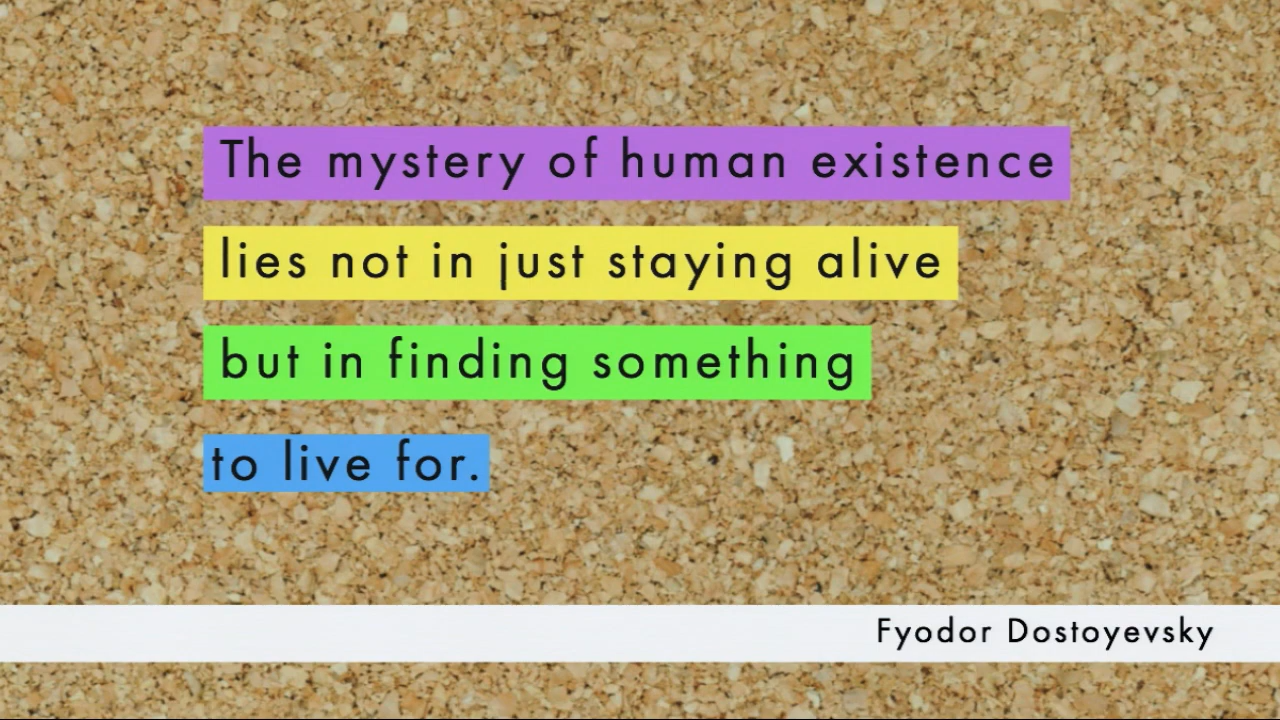 The mystery of human existence
lies not in just staying alive
but in finding something
to live for.
Fyodor Dostoyevsky